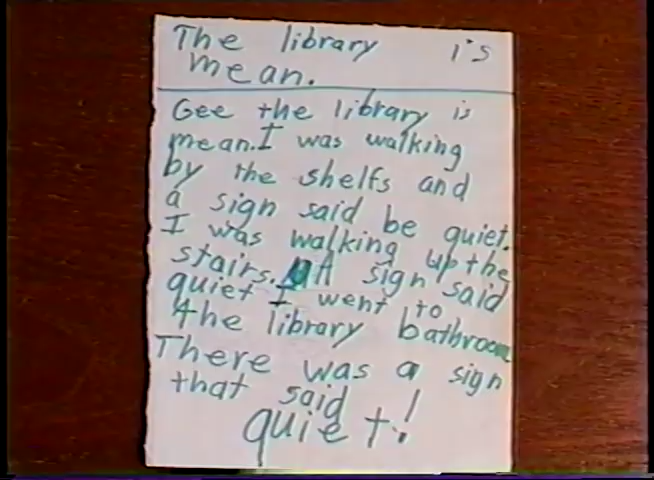 The library is
mean.
Gee the library is
mean. I was walking
by the shelfs and
a sign said be quiet.
I was walking up the
stairs. A sign said
quiet I went to
the library bathroom
There was a sign
that said
quiet!